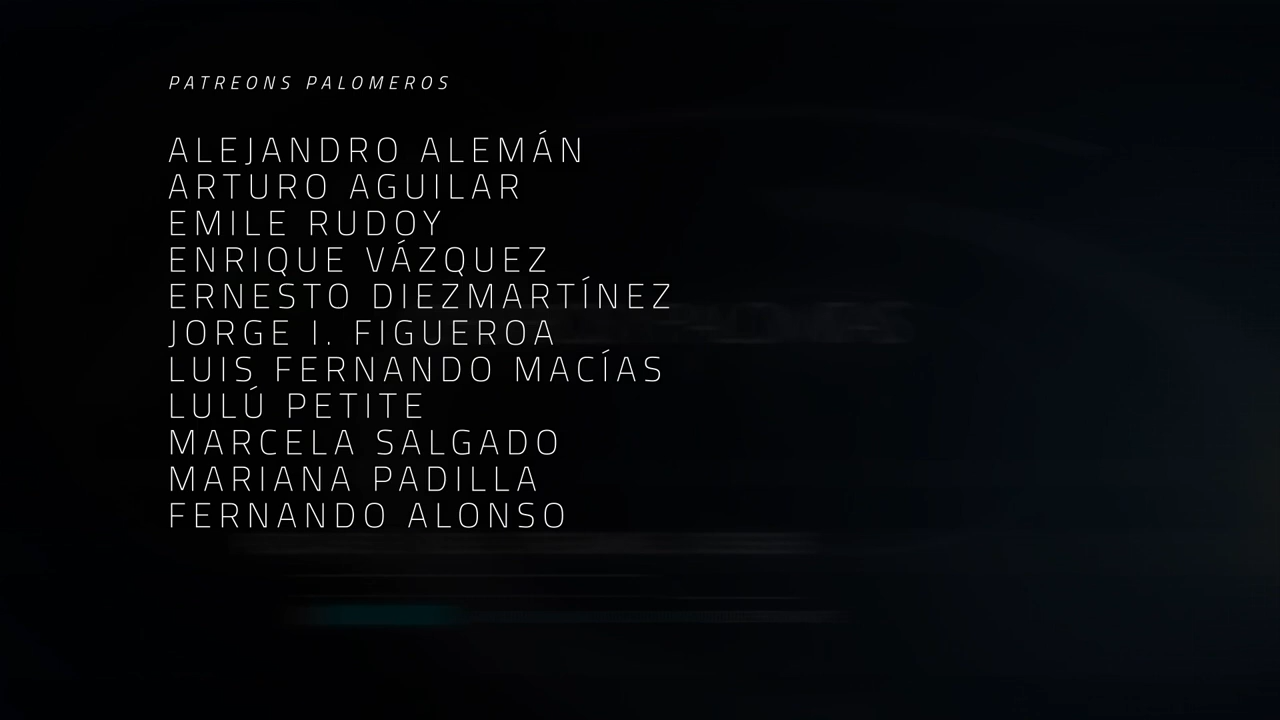 PATREONS PALOMEROS
ALEJANDRO ALEMÁN
ARTURO AGUILAR
EMILE RUDOY
ENRIQUE VÁZQUEZ
ERNESTO DIEZMARTÍNEZ
JORGE I. FIGUEROA
LUIS FERNANDO MACÍAS
LULÚ PETITE
MARCELA SALGADO
MARIANA PADILLA
FERNANDO ALONSO